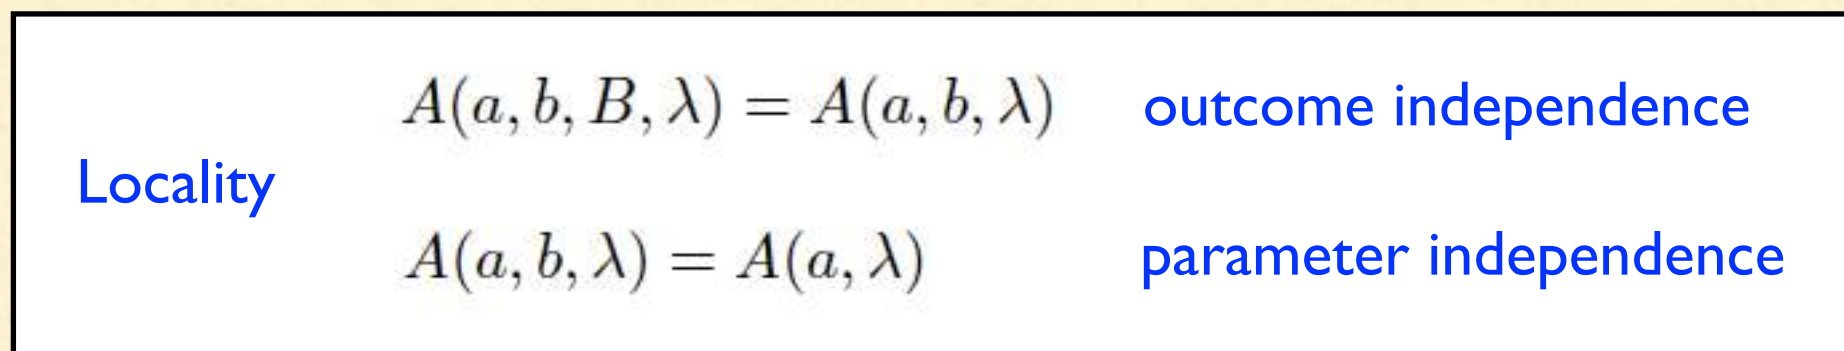 A(a, b, B, λ) = A(a, b, λ) outcome independence
Locality
A(a, b, λ) = A(a, λ) parameter independence